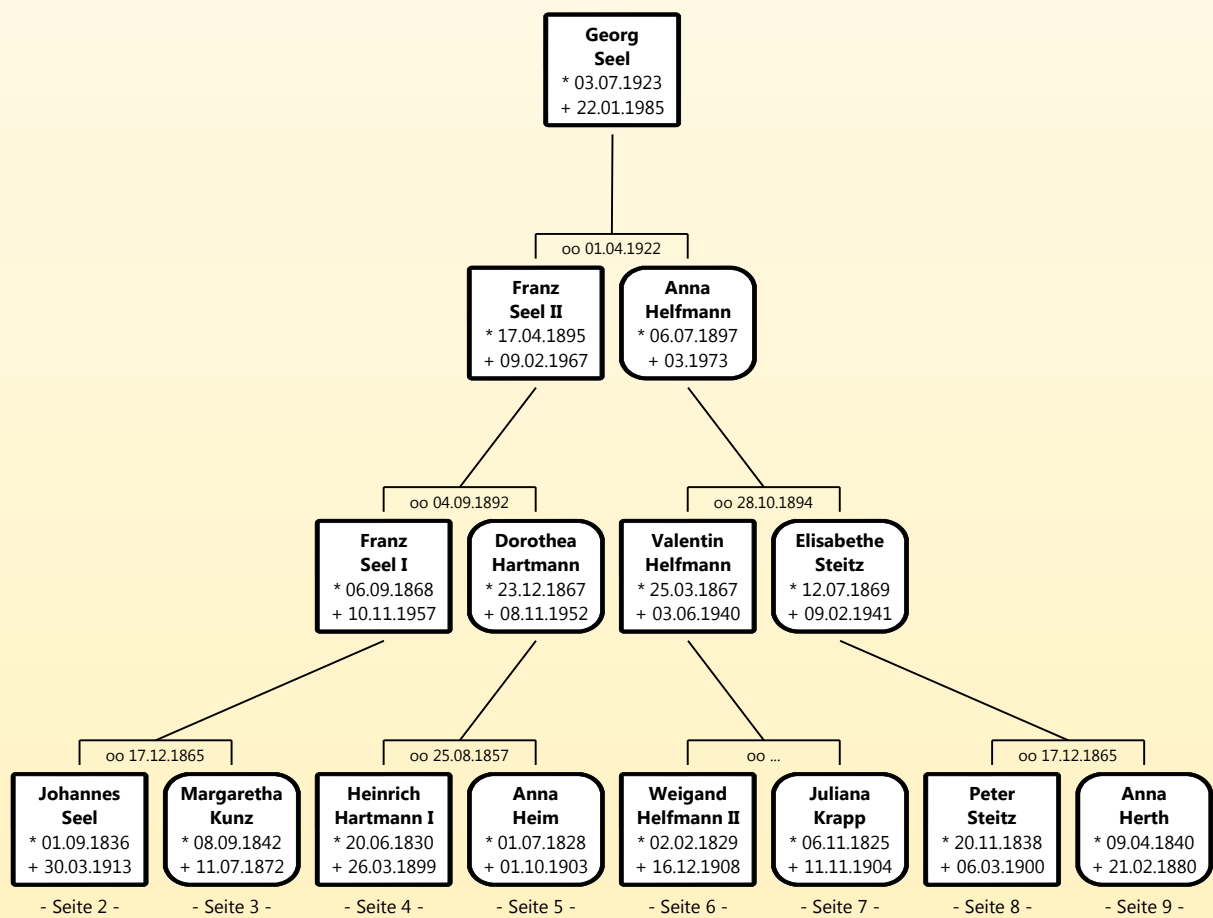 Georg
Seel
* 03.07.1923
+ 22.01.1985
oo 01.04.1922
Franz
Seel II
* 17.04.1895
+ 09.02.1967
Anna
Helfmann
* 06.07.1897
+ 03.1973
oo 04.09.1892
oo 28.10.1894
Franz
Seel I
* 06.09.1868
+ 10.11.1957
Dorothea
Hartmann
* 23.12.1867
+ 08.11.1952
Valentin
Helfmann
* 25.03.1867
+ 03.06.1940
Elisabethe
Steitz
* 12.07.1869
+ 09.02.1941
oo 17.12.1865
oo 25.08.1857
oo ...
oo 17.12.1865
Johannes
Seel
* 01.09.1836
+ 30.03.1913
Margaretha
Kunz
* 08.09.1842
+ 11.07.1872
Heinrich
Hartmann I
* 20.06.1830
+ 26.03.1899
Anna
Heim
* 01.07.1828
+ 01.10.1903
Weigand
Helfmann II
* 02.02.1829
+ 16.12.1908
Juliana
Krapp
* 06.11.1825
+ 11.11.1904
Peter
Steitz
* 20.11.1838
+ 06.03.1900
Anna
Herth
* 09.04.1840
+ 21.02.1880
- Seite 2 -
- Seite 3 -
- Seite 4 -
- Seite 5 -
- Seite 6 -
- Seite 7 -
- Seite 8 -
- Seite 9 -